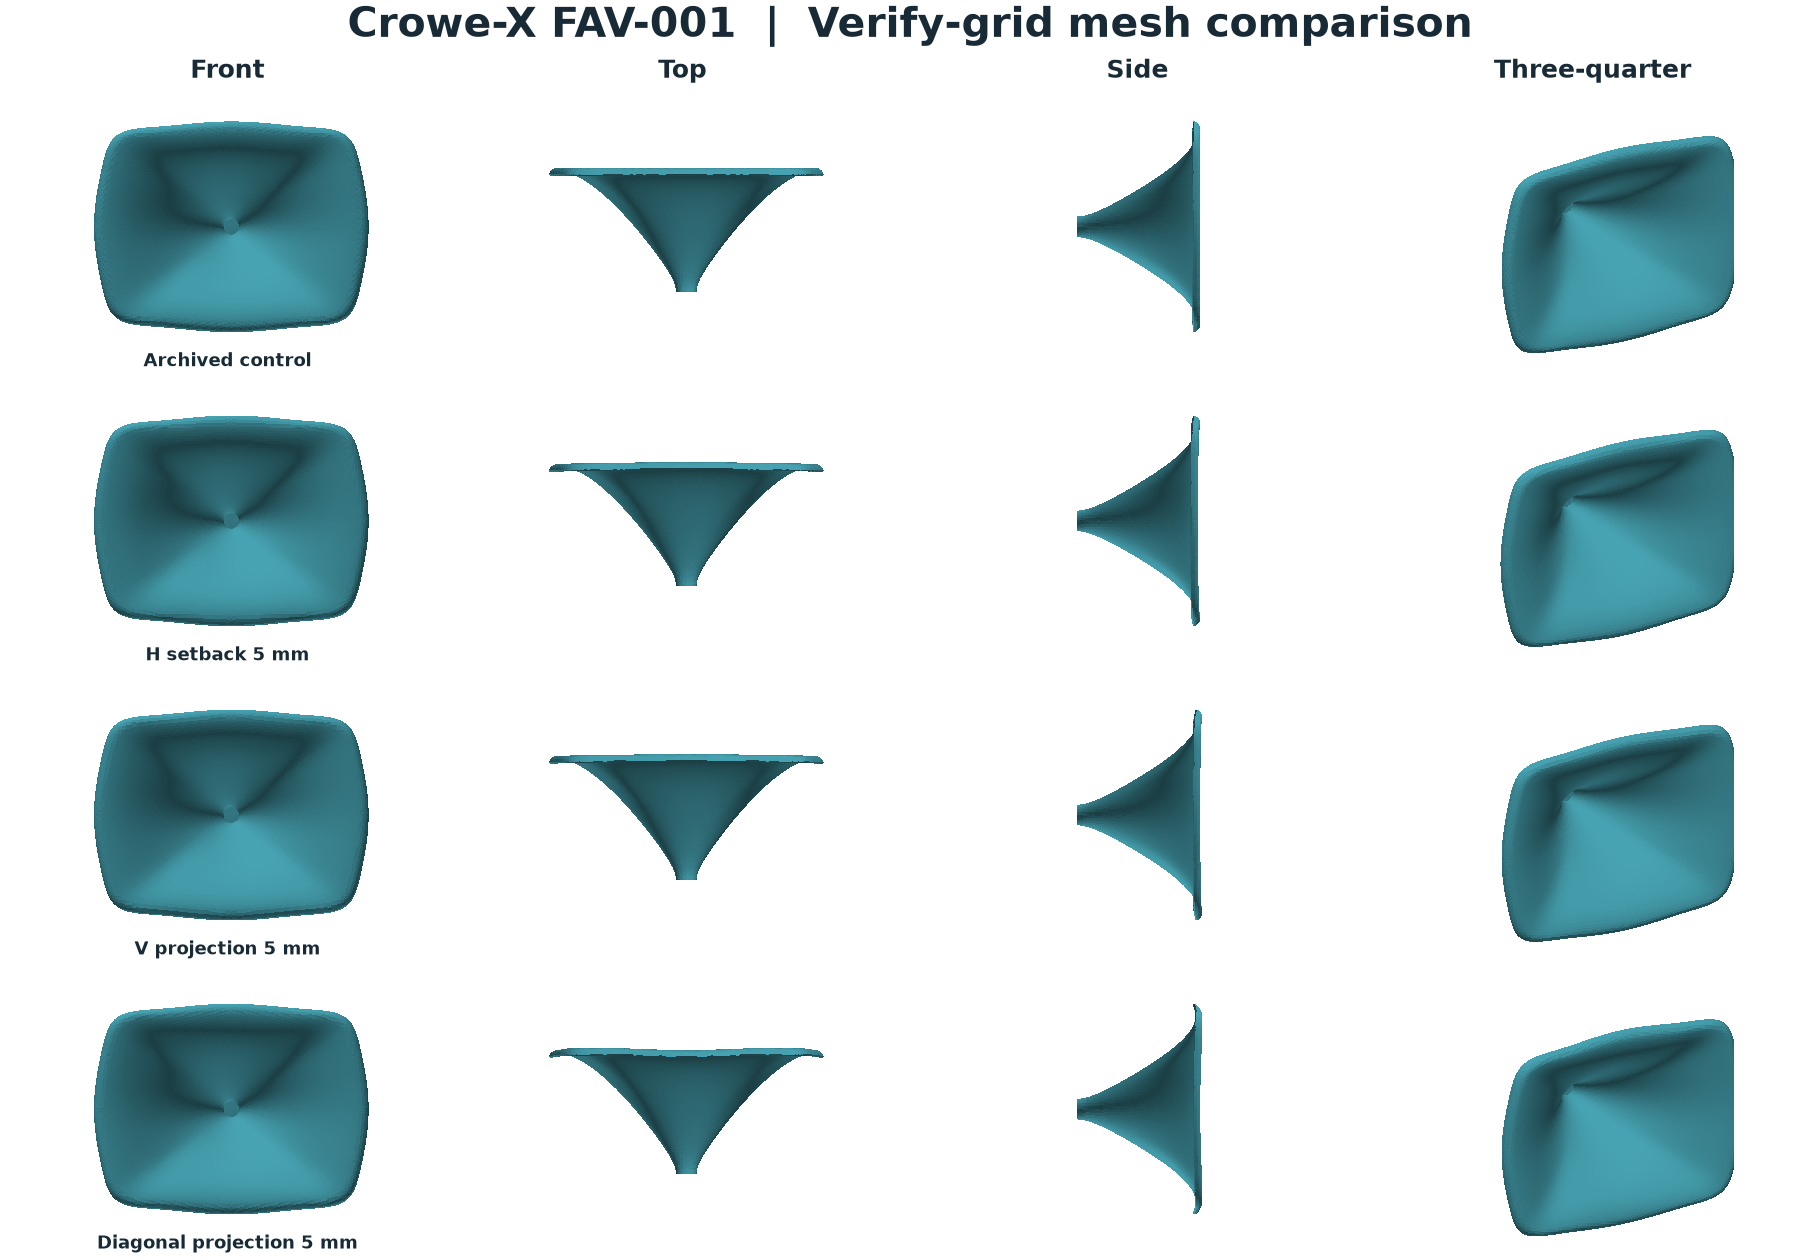 Crowe-X FAV-001 | Verify-grid mesh comparison
Front Top Side Three-quarter
Archived control
H setback 5 mm
V projection 5 mm
Diagonal projection 5 mm